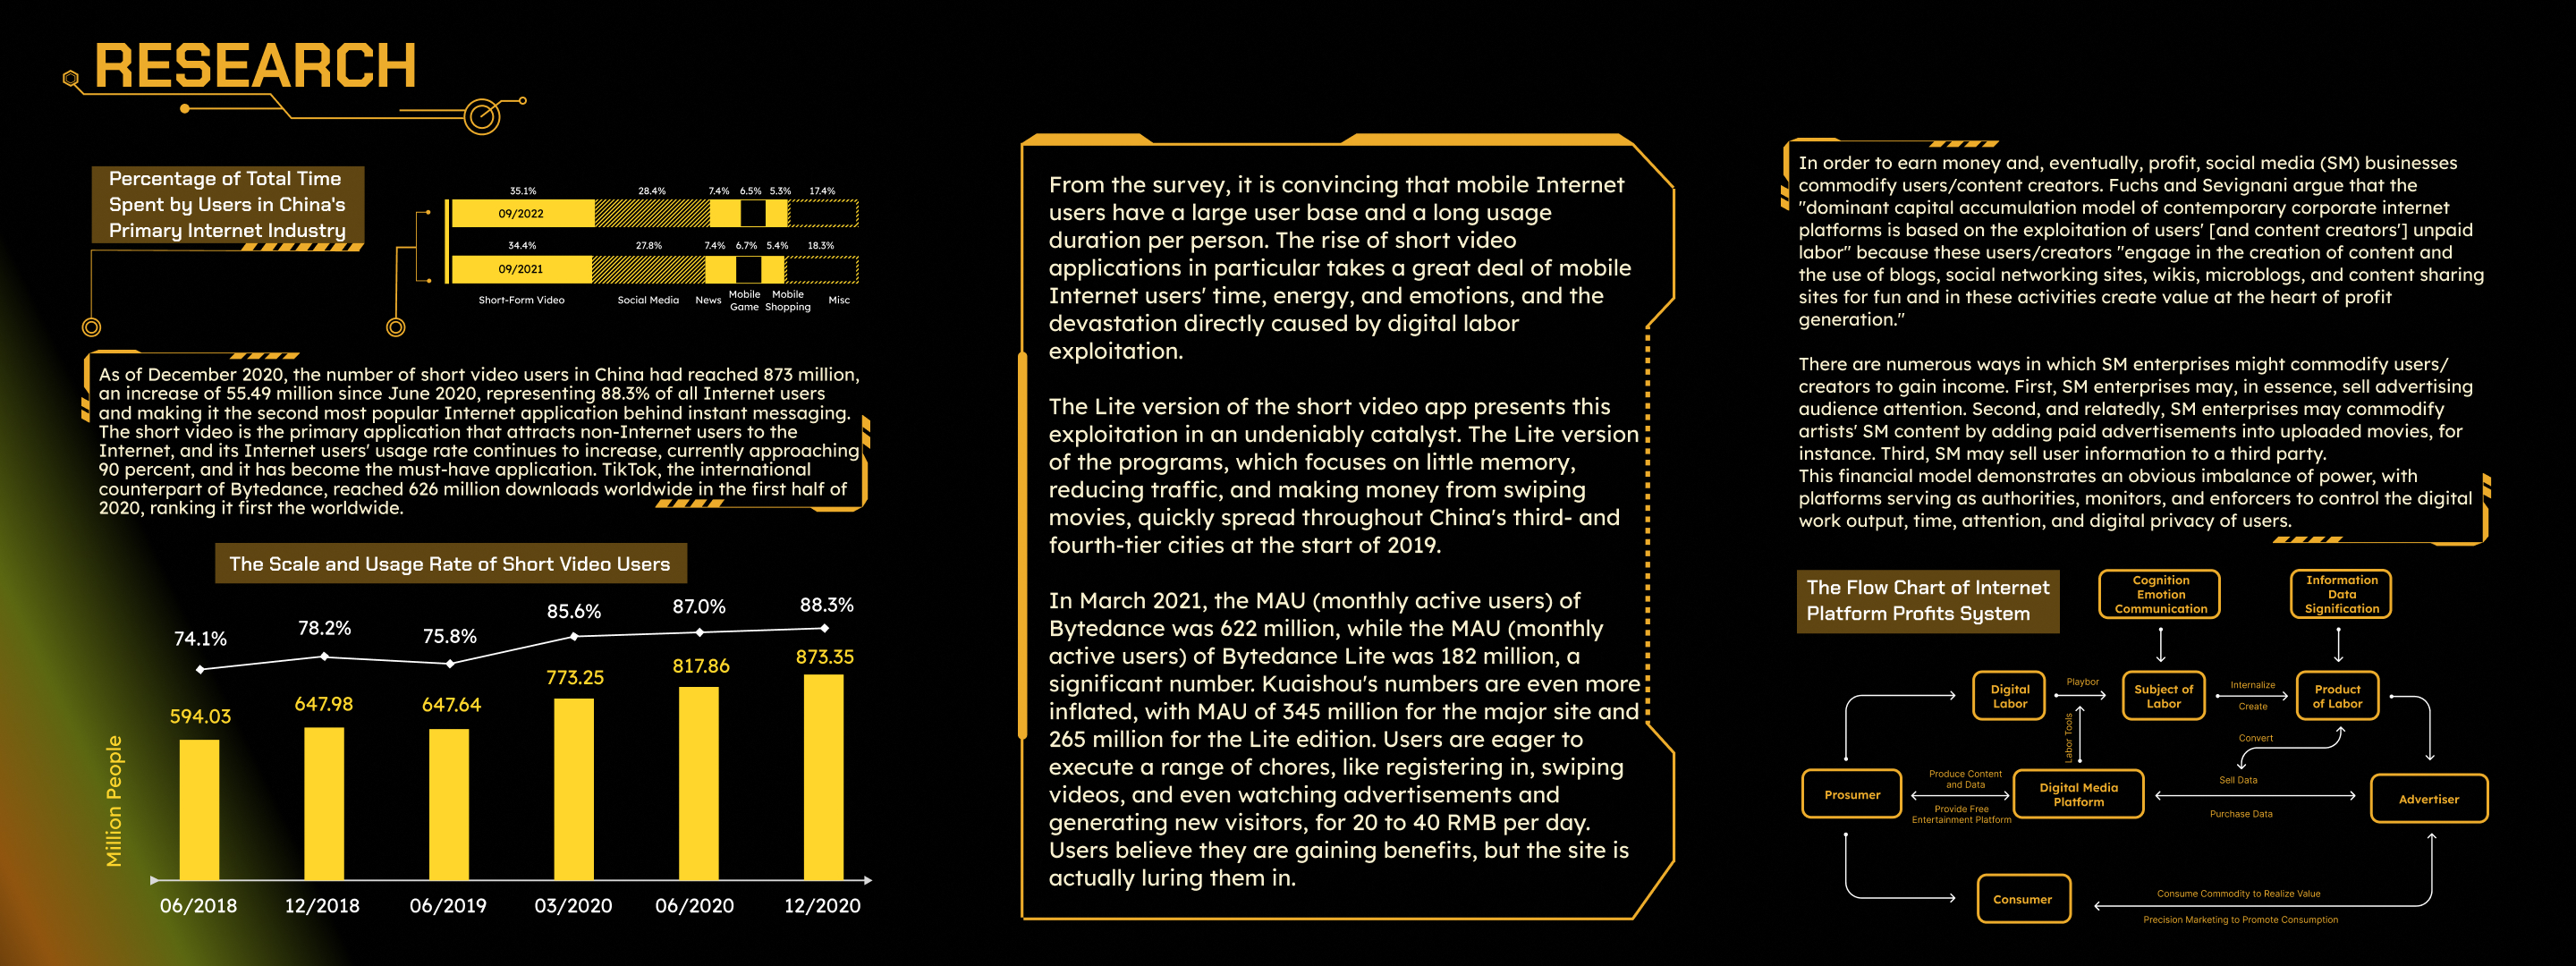 RESEARCH
Percentage of Total Time
Spent by Users in China's
Primary Internet Industry
35.1% 28.4% 7.4% 6.5% 5.3% 17.4%
09/2022
34.4% 27.8% 7.4% 6.7% 5.4% 18.3%
09/2021
Short-Form Video Social Media News Mobile Game Mobile Shopping Misc
As of December 2020, the number of short video users in China had reached 873 million,
an increase of 55.49 million since June 2020, representing 88.3% of all Internet users
and making it the second most popular Internet application behind instant messaging.
The short video is the primary application that attracts non-Internet users to the
Internet, and its Internet users' usage rate continues to increase, currently approaching
90 percent, and it has become the must-have application. TikTok, the international
counterpart of Bytedance, reached 626 million downloads worldwide in the first half of
2020, ranking it first the worldwide.
The Scale and Usage Rate of Short Video Users
74.1% 78.2% 75.8% 85.6% 87.0% 88.3%
594.03 647.98 647.64 773.25 817.86 873.35
Million People
06/2018 12/2018 06/2019 03/2020 06/2020 12/2020
From the survey, it is convincing that mobile Internet
users have a large user base and a long usage
duration per person. The rise of short video
applications in particular takes a great deal of mobile
Internet users' time, energy, and emotions, and the
devastation directly caused by digital labor
exploitation.
The Lite version of the short video app presents this
exploitation in an undeniably catalyst. The Lite version
of the programs, which focuses on little memory,
reducing traffic, and making money from swiping
movies, quickly spread throughout China's third- and
fourth-tier cities at the start of 2019.
In March 2021, the MAU (monthly active users) of
Bytedance was 622 million, while the MAU (monthly
active users) of Bytedance Lite was 182 million, a
significant number. Kuaishou's numbers are even more
inflated, with MAU of 345 million for the major site and
265 million for the Lite edition. Users are eager to
execute a range of chores, like registering in, swiping
videos, and even watching advertisements and
generating new visitors, for 20 to 40 RMB per day.
Users believe they are gaining benefits, but the site is
actually luring them in.
In order to earn money and, eventually, profit, social media (SM) businesses
commodify users/content creators. Fuchs and Sevignani argue that the
"dominant capital accumulation model of contemporary corporate internet
platforms is based on the exploitation of users' [and content creators'] unpaid
labor" because these users/creators "engage in the creation of content and
the use of blogs, social networking sites, wikis, microblogs, and content sharing
sites for fun and in these activities create value at the heart of profit
generation."
There are numerous ways in which SM enterprises might commodify users/
creators to gain income. First, SM enterprises may, in essence, sell advertising
audience attention. Second, and relatedly, SM enterprises may commodify
artists' SM content by adding paid advertisements into uploaded movies, for
instance. Third, SM may sell user information to a third party.
This financial model demonstrates an obvious imbalance of power, with
platforms serving as authorities, monitors, and enforcers to control the digital
work output, time, attention, and digital privacy of users.
The Flow Chart of Internet
Platform Profits System
Cognition
Emotion
Communication
Information
Data
Signification
Digital
Labor
Playbor
Subject of
Labor
Internalize
Create
Product
of Labor
Labor Tools
Convert
Sell Data
Prosumer
Produce Content
and Data
Provide Free
Entertainment Platform
Digital Media
Platform
Purchase Data
Advertiser
Consumer
Consume Commodity to Realize Value
Precision Marketing to Promote Consumption